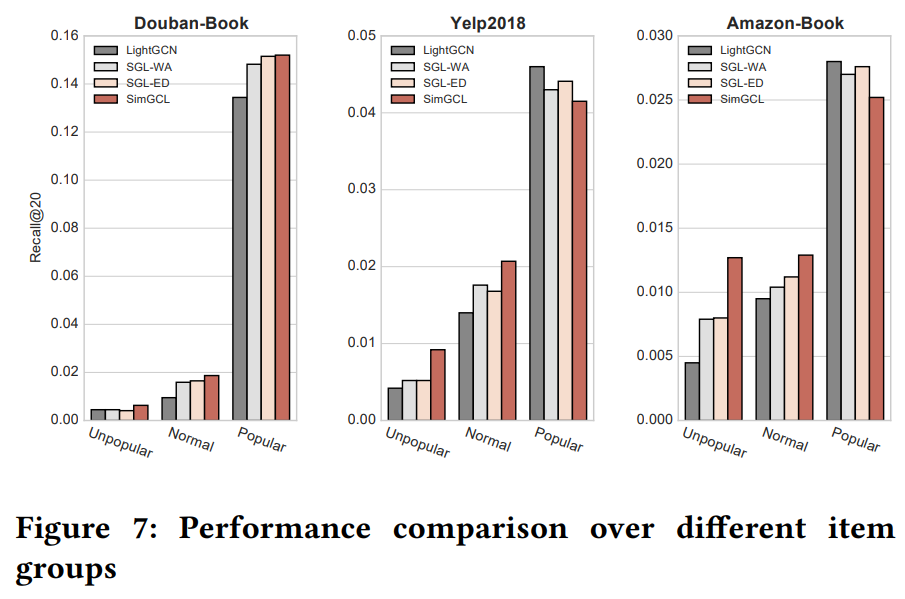 Douban-Book
Yelp2018
Amazon-Book
Recall@20
0.16
0.14
0.12
0.10
0.08
0.06
0.04
0.02
0.00
LightGCN
SGL-WA
SGL-ED
SimGCL
Unpopular
Normal
Popular
0.05
0.04
0.03
0.02
0.01
0.00
LightGCN
SGL-WA
SGL-ED
SimGCL
Unpopular
Normal
Popular
0.030
0.025
0.020
0.015
0.010
0.005
0.000
LightGCN
SGL-WA
SGL-ED
SimGCL
Unpopular
Normal
Popular
Figure 7: Performance comparison over different item
groups